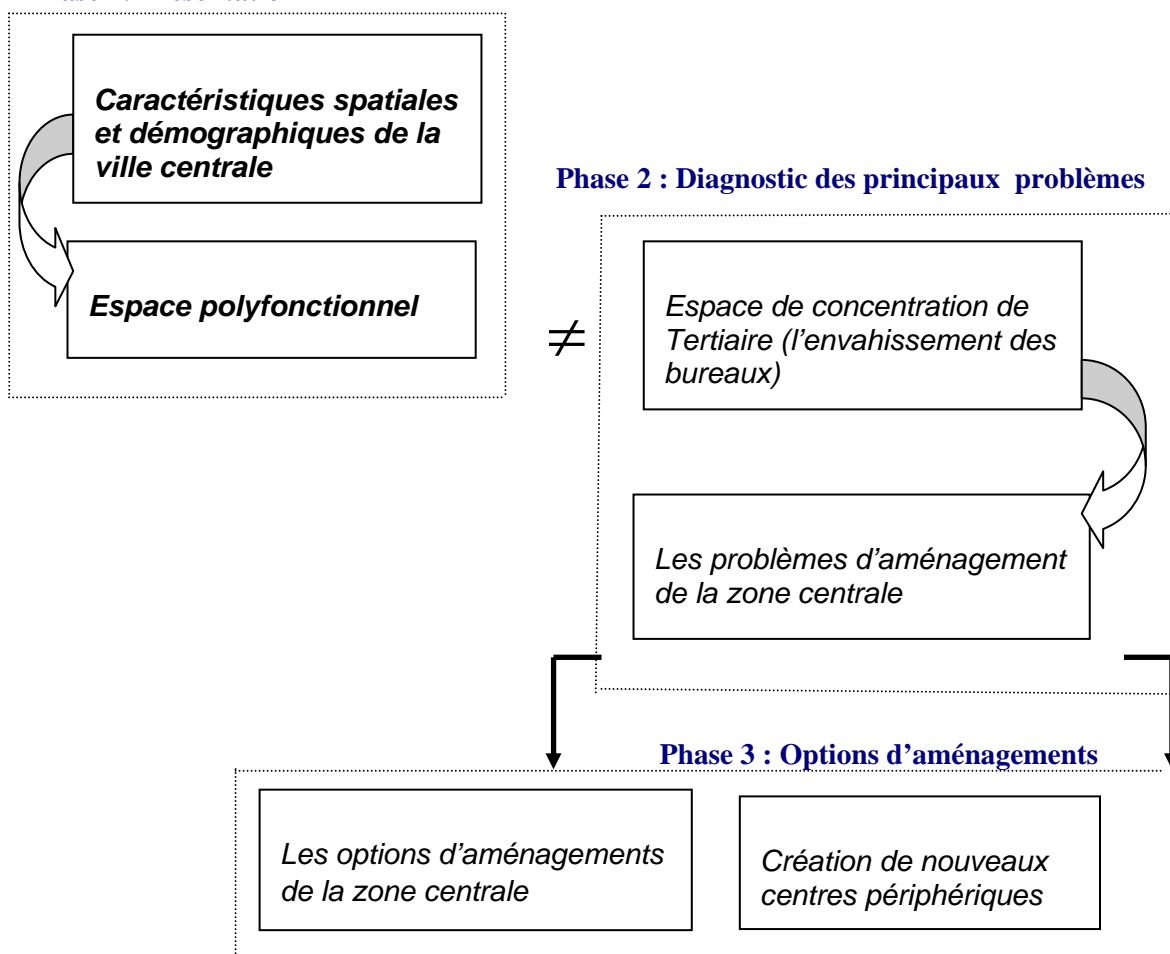 Caractéristiques spatiales
et démographiques de la
ville centrale
Espace polyfonctionnel
≠
Phase 2 : Diagnostic des principaux  problèmes
Espace de concentration de
Tertiaire (l’envahissement des
bureaux)
Les problèmes d’aménagement
de la zone centrale
Phase 3 : Options d’aménagements
Les options d’aménagements
de la zone centrale
Création de nouveaux
centres périphériques